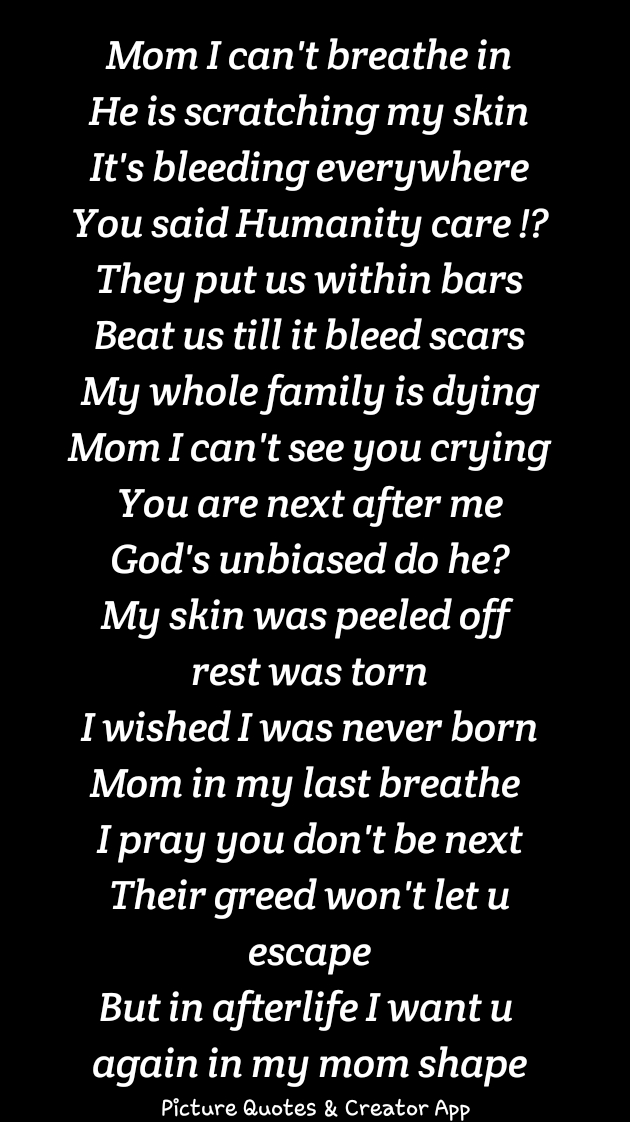 Mom I can't breathe in
He is scratching my skin
It's bleeding everywhere
You said Humanity care !?
They put us within bars
Beat us till it bleed scars
My whole family is dying
Mom I can't see you crying
You are next after me
God's unbiased do he?
My skin was peeled off
rest was torn
I wished I was never born
Mom in my last breathe
I pray you don't be next
Their greed won't let u
escape
But in afterlife I want u
again in my mom shape
Picture Quotes & Creator App